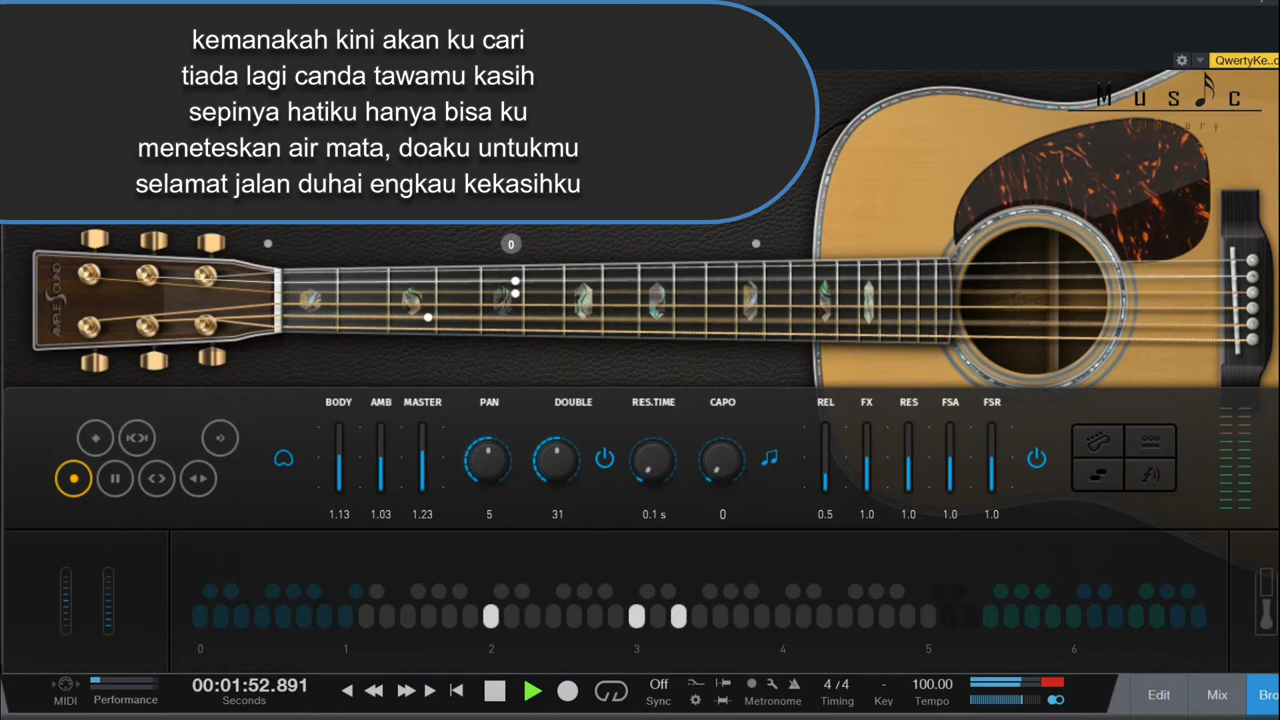 kemanakah kini akan ku cari
tiada lagi canda tawamu kasih
sepinya hatiku hanya bisa ku
meneteskan air mata, doaku untukmu
selamat jalan duhai engkau kekasihku
QwertyKe..c
Music
Library
0
AMPLE SOUND
BODY AMB MASTER PAN DOUBLE RES.TIME CAPO REL FX RES FSA FSR
1.13 1.03 1.23 5 31 0.1 s 0 0.5 1.0 1.0 1.0 1.0
0 1 2 3 4 5 6
MIDI Performance
00:01:52.891
Seconds
Off
Sync
Metronome
4 / 4
Timing
-
Key
100.00
Tempo
Edit Mix Bro